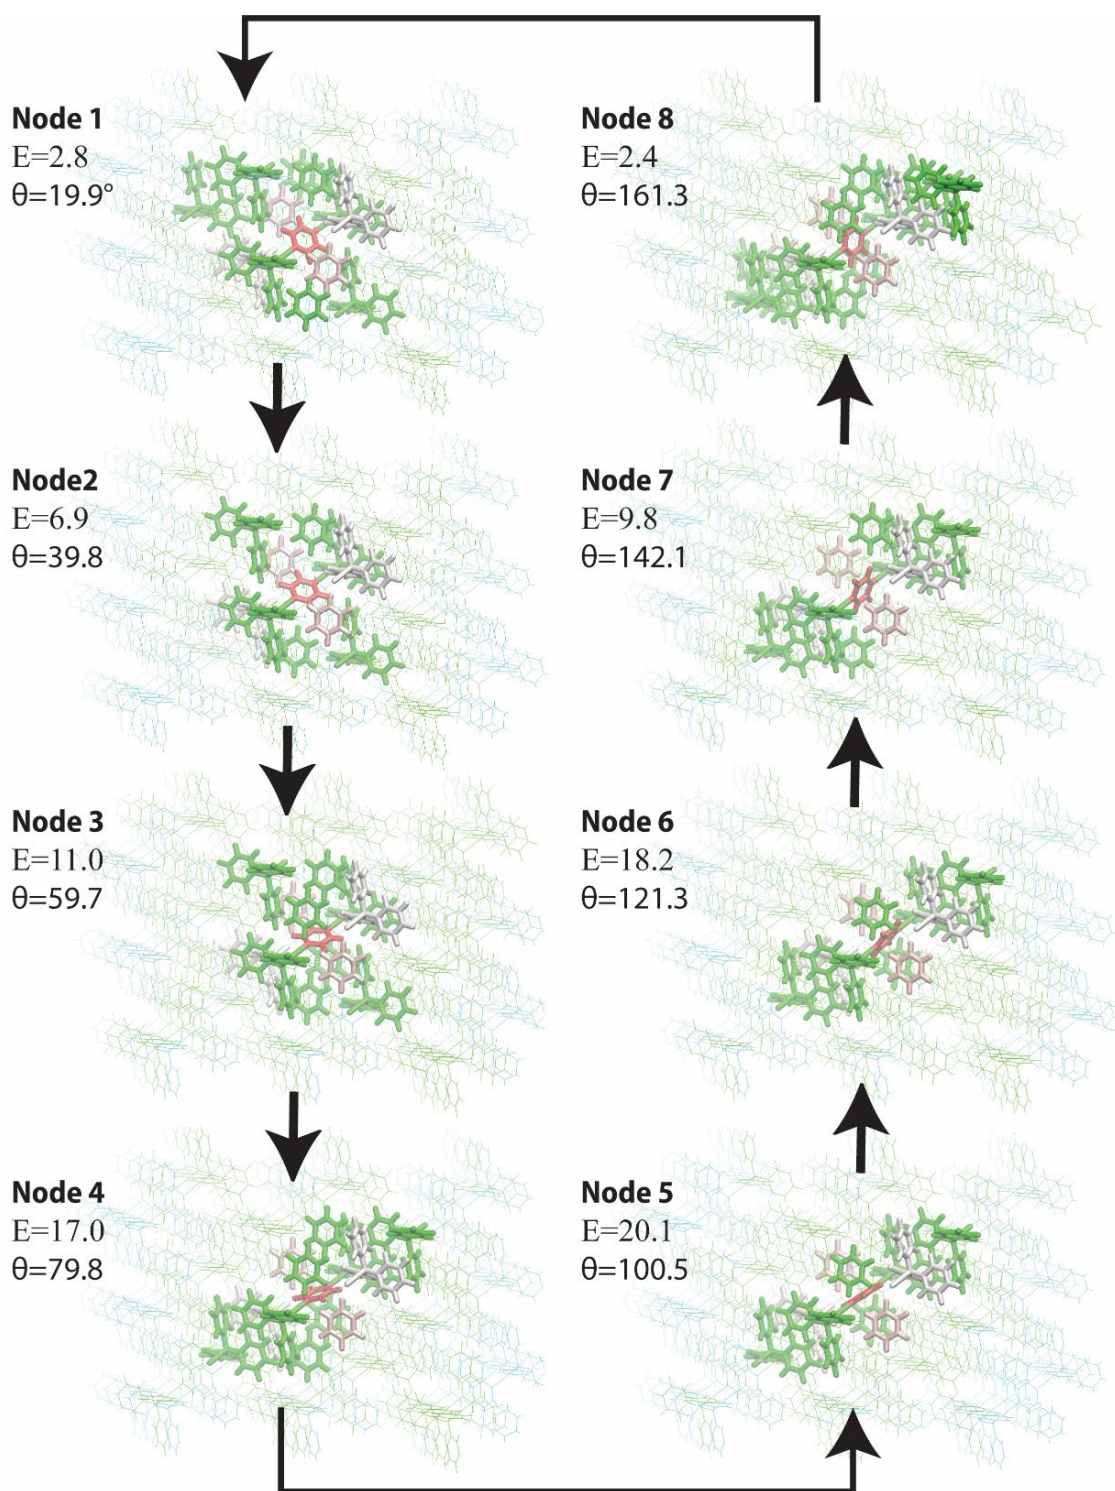 Node 1
E=2.8
θ=19.9°
Node2
E=6.9
θ=39.8
Node 3
E=11.0
θ=59.7
Node 4
E=17.0
θ=79.8
Node 8
E=2.4
θ=161.3
Node 7
E=9.8
θ=142.1
Node 6
E=18.2
θ=121.3
Node 5
E=20.1
θ=100.5